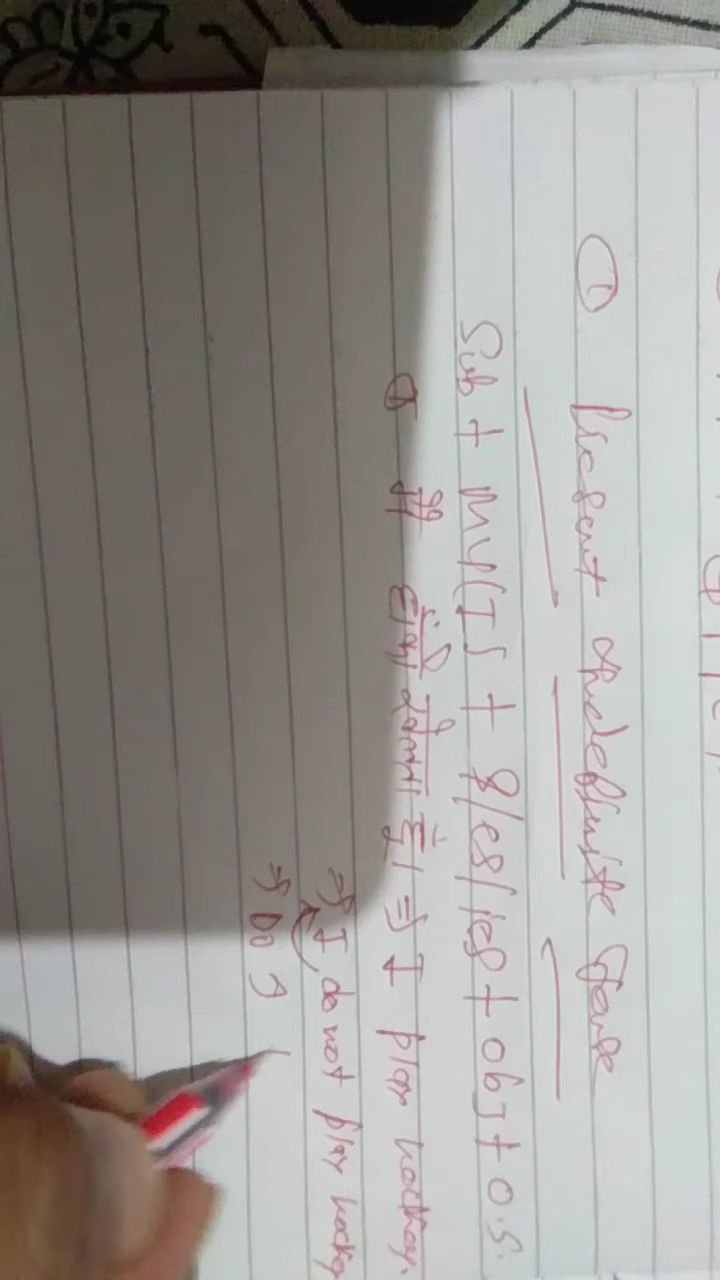 ① Present Indefinite Tense
Sub + MV(I) + s/es/ies + obj + O.S.
① मैं हॉकी खेलता हूँ। ⇒ I play hockey.
⇒ I do not play hockey
⇒ Do I